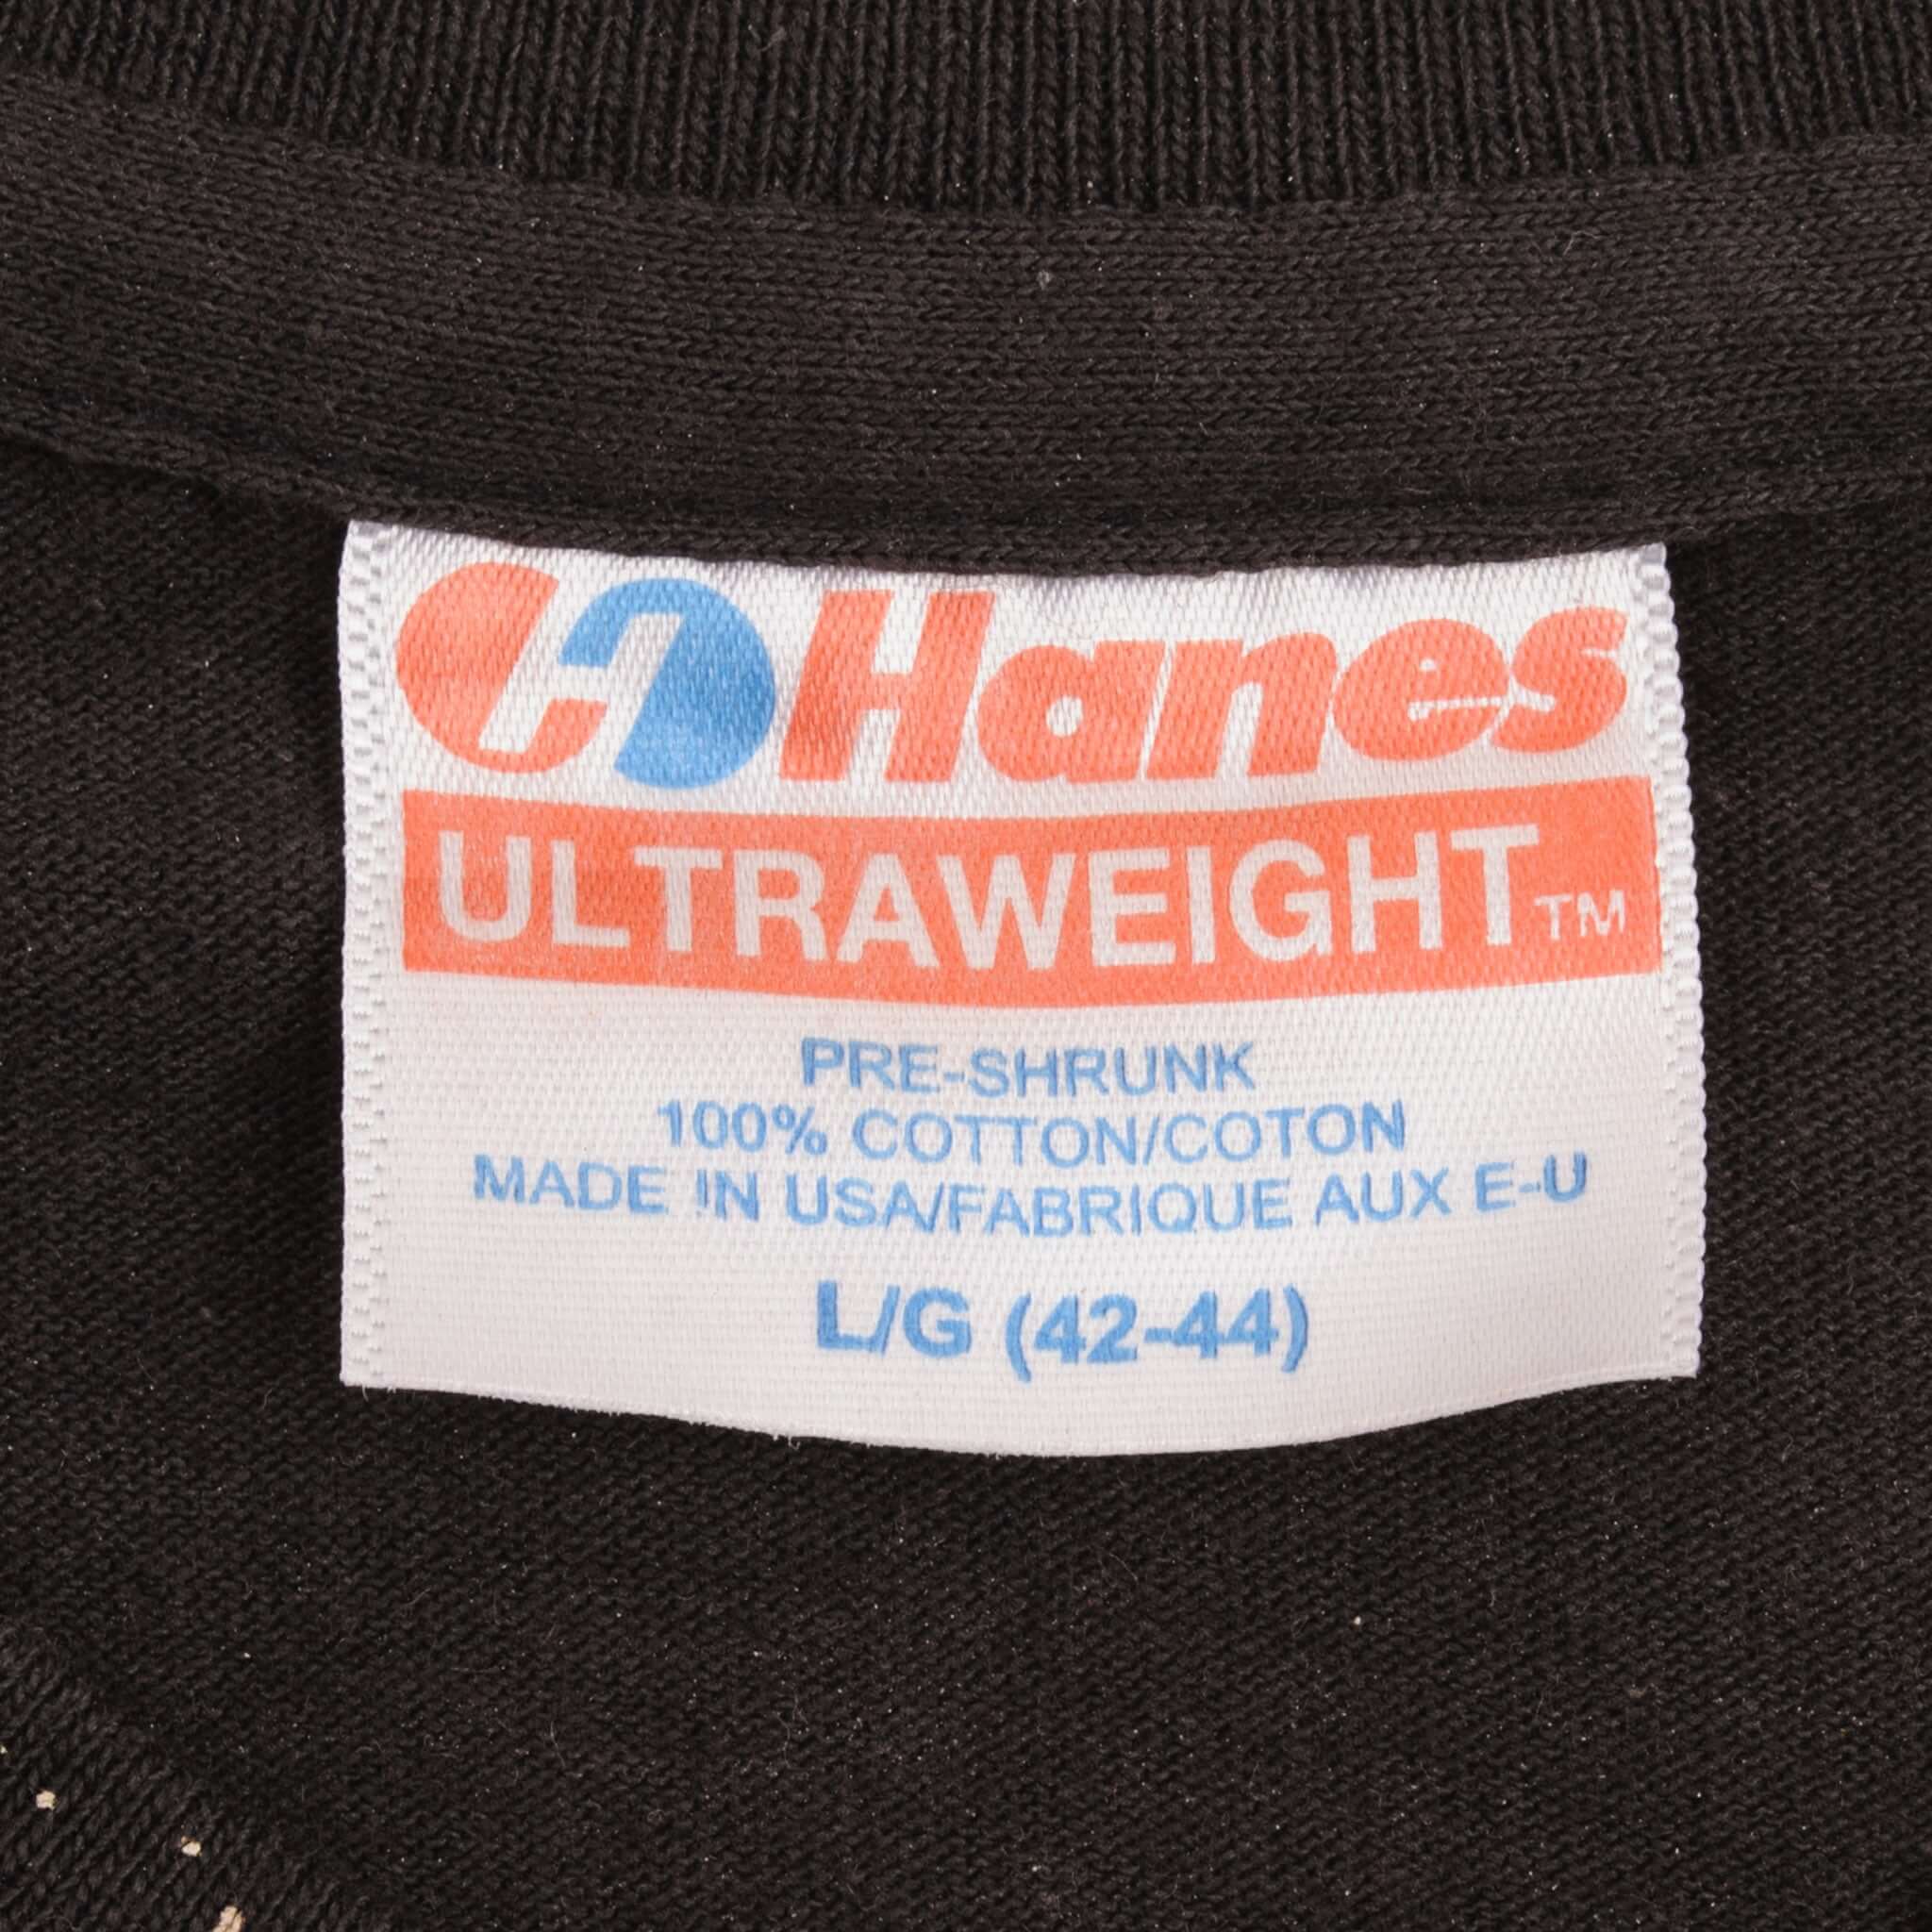 Hanes
ULTRAWEIGHT™
PRE-SHRUNK
100% COTTON/COTON
MADE IN USA/FABRIQUE AUX E-U
L/G (42-44)